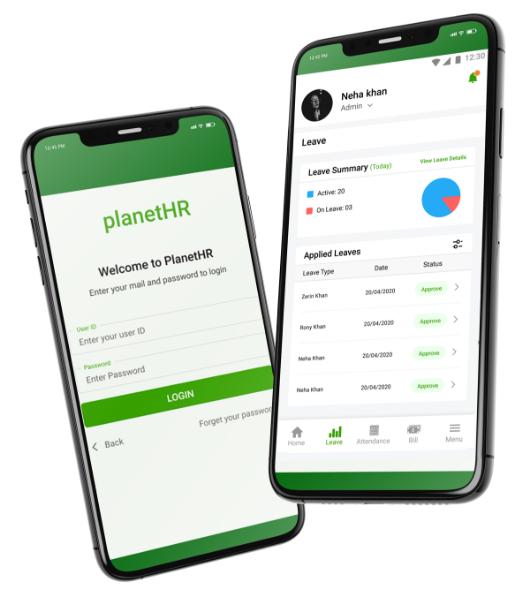 12:45 PM
planetHR
Welcome to PlanetHR
Enter your mail and password to login
User ID
Enter your user ID
Password
Enter Password
LOGIN
Back
Forget your password
12:45 PM
12:30
Neha khan
Admin
Leave
Leave Summary (Today)
View Leave Details
Active: 20
On Leave: 03
Applied Leaves
Leave Type Date Status
Zerin Khan 20/04/2020 Approve
Rony Khan 20/04/2020 Approve
Neha Khan 20/04/2020 Approve
Neha Khan 20/04/2020 Approve
Home Leave Attendance Bill Menu